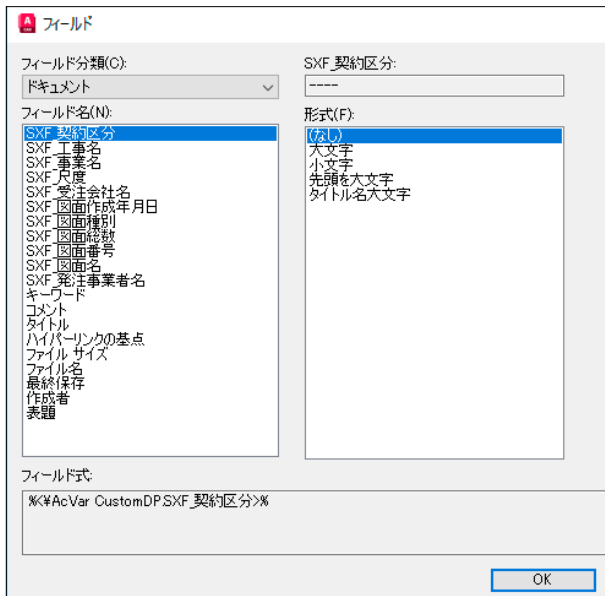 フィールド
フィールド分類(C):
ドキュメント
フィールド名(N):
SXF_契約区分
SXF_工事名
SXF_事業名
SXF_尺度
SXF_受注会社名
SXF_図面作成年月日
SXF_図面種別
SXF_図面総数
SXF_図面番号
SXF_図面名
SXF_発注事業者名
キーワード
コメント
タイトル
ハイパーリンクの基点
ファイル サイズ
ファイル名
最終保存
作成者
表題
SXF_契約区分:
----
形式(F):
(なし)
大文字
小文字
先頭を大文字
タイトル名大文字
フィールド式:
%<¥AcVar CustomDP.SXF_契約区分>%
OK